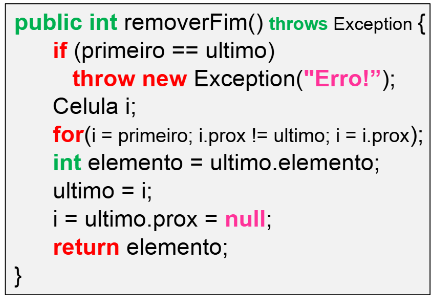 public int removerFim() throws Exception {
if (primeiro == ultimo)
throw new Exception("Erro!”);
Celula i;
for(i = primeiro; i.prox != ultimo; i = i.prox);
int elemento = ultimo.elemento;
ultimo = i;
i = ultimo.prox = null;
return elemento;
}